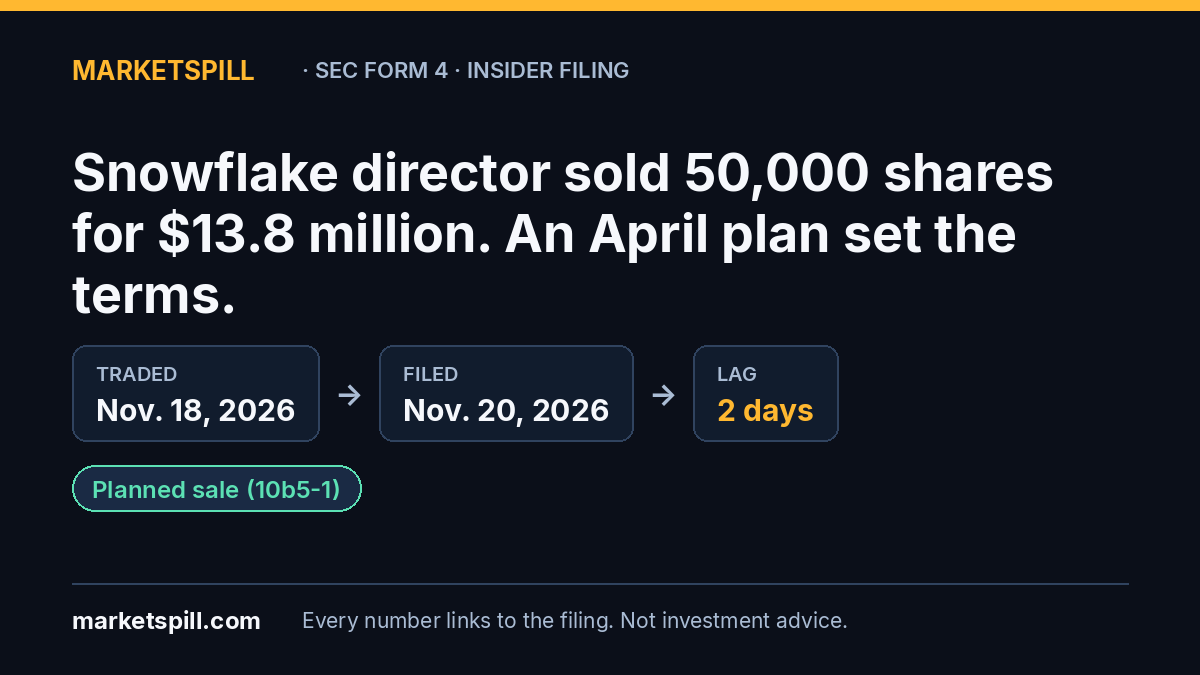 MARKETSPILL · SEC FORM 4 · INSIDER FILING
Snowflake director sold 50,000 shares
for $13.8 million. An April plan set the
terms.
TRADED
Nov. 18, 2026
→
FILED
Nov. 20, 2026
→
LAG
2 days
Planned sale (10b5-1)
marketspill.com Every number links to the filing. Not investment advice.